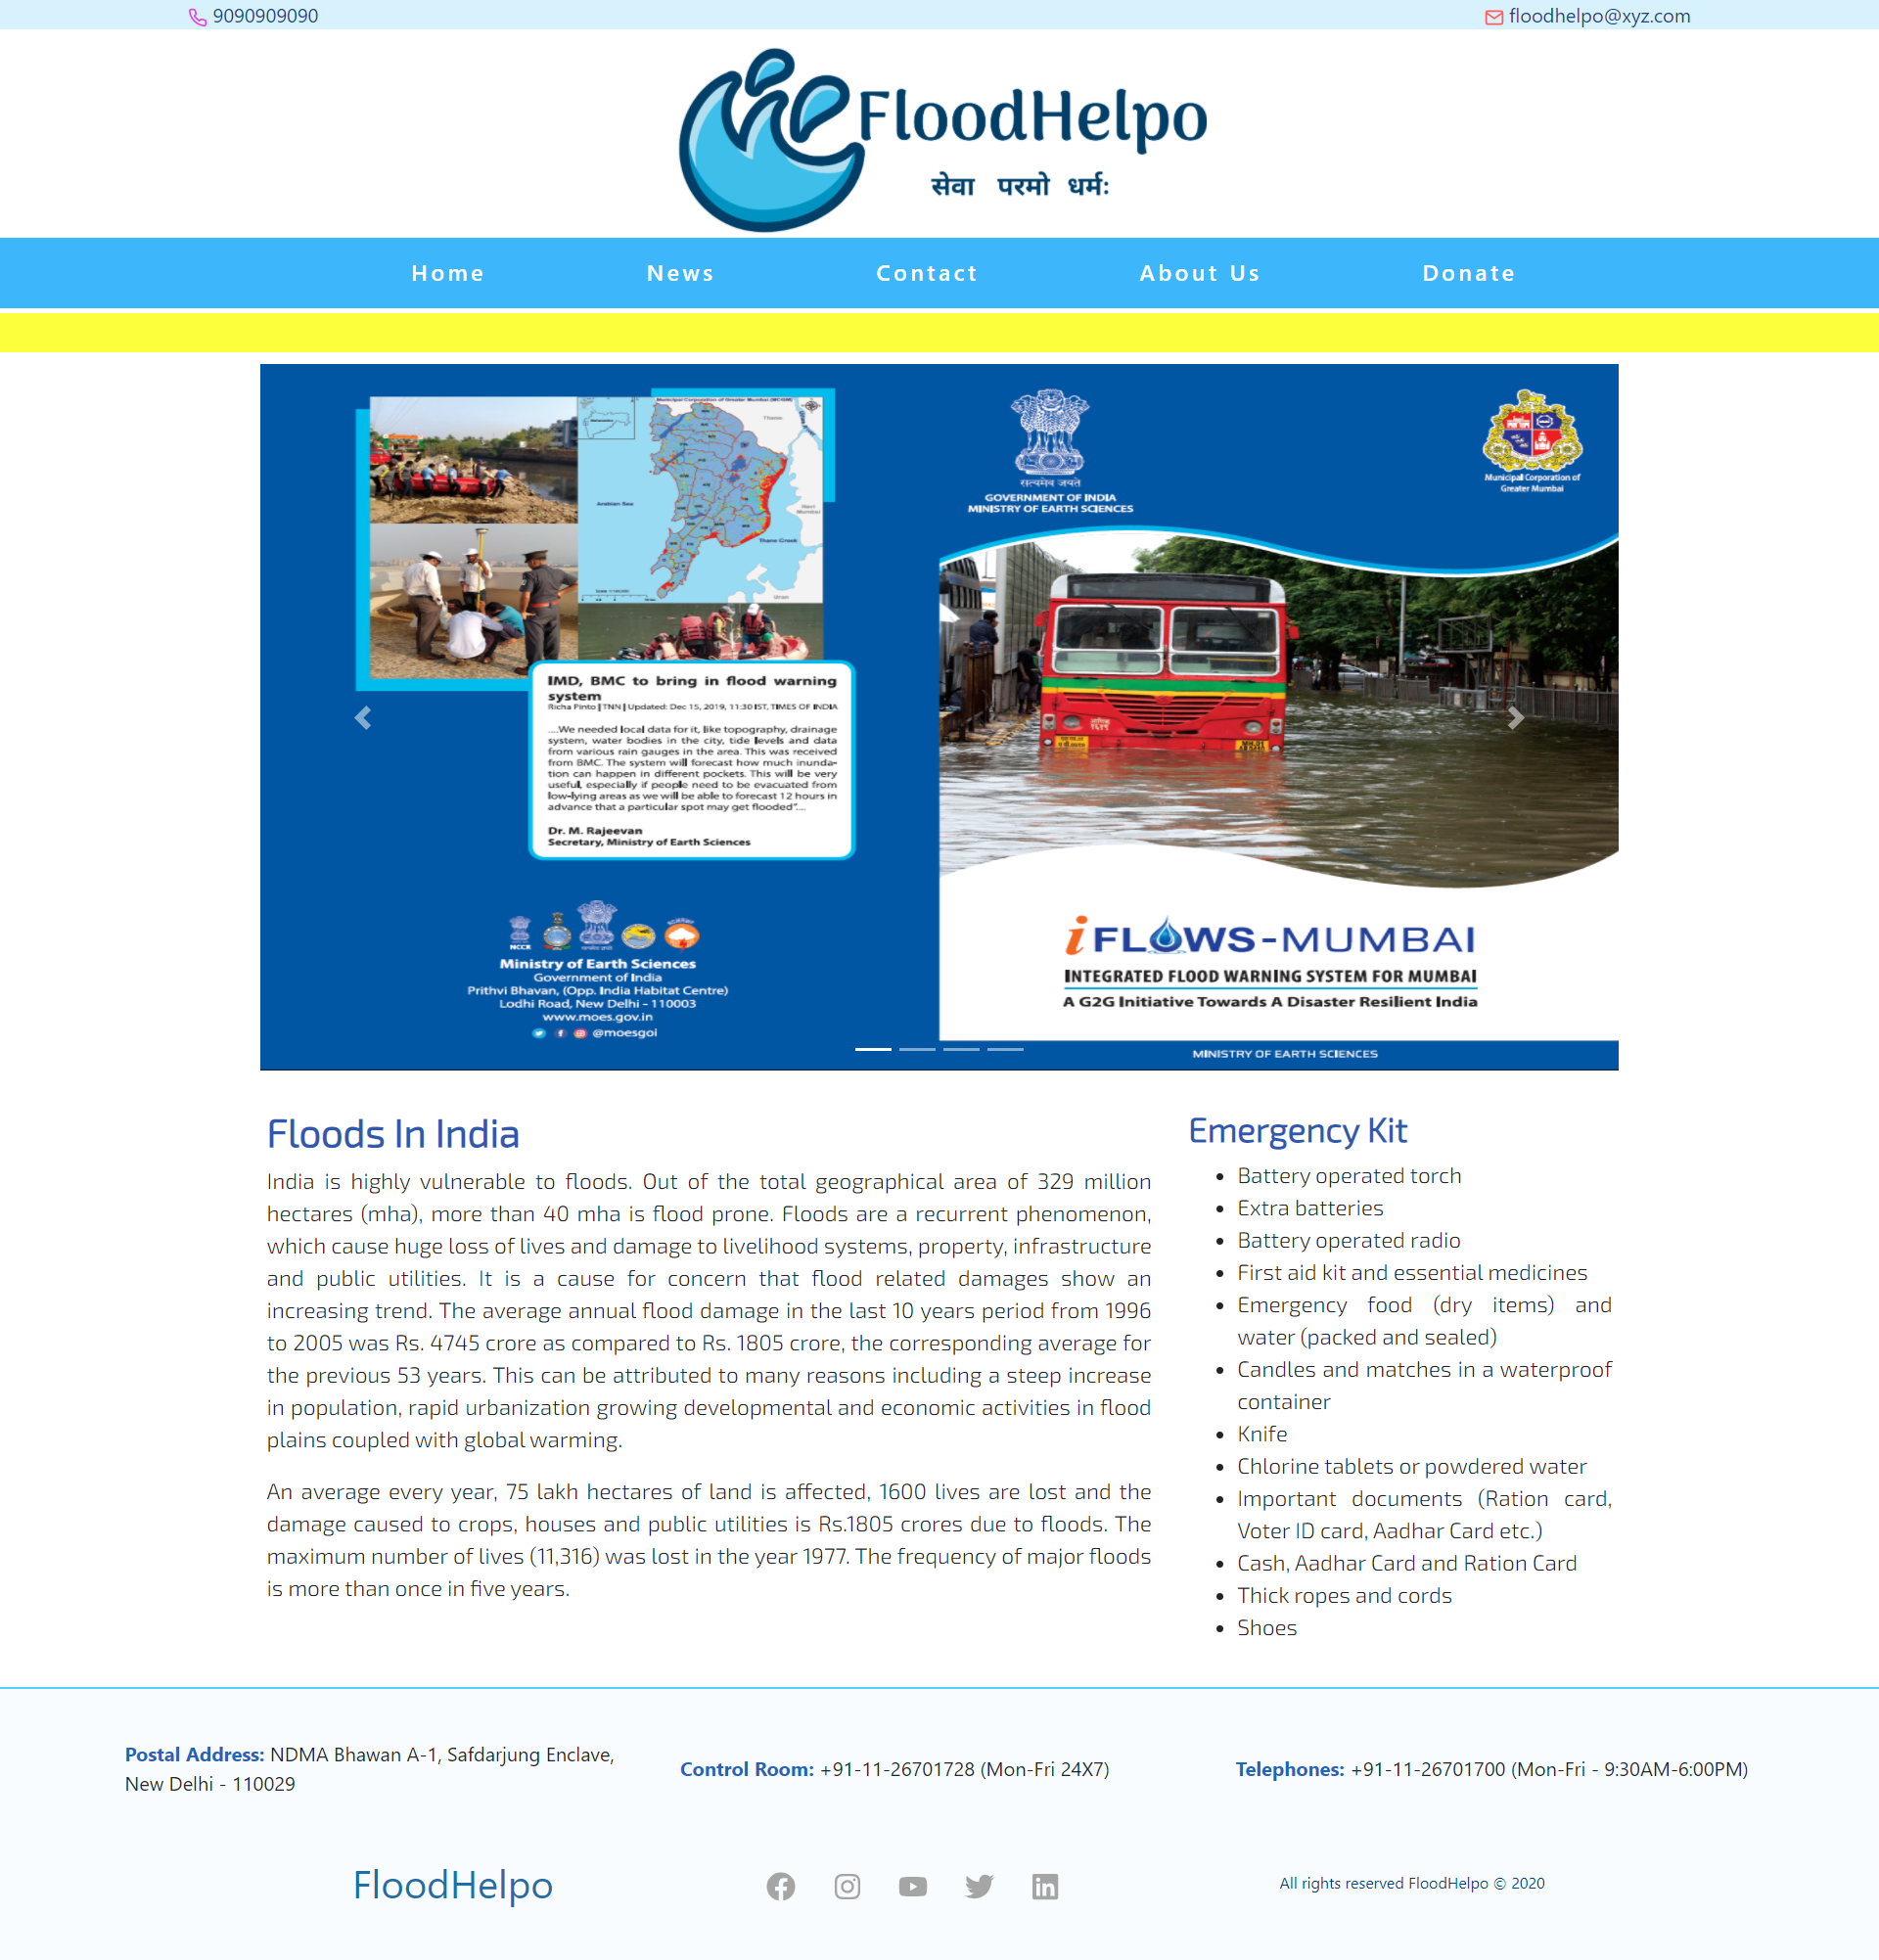 9090909090
floodhelpo@xyz.com
FloodHelpo
सेवा परमो धर्म:
Home
News
Contact
About Us
Donate
Municipal Corporation of Greater Mumbai (MCGM)
Thane
Arabian Sea
Navi
Mumbai
Thane Creek
Uran
IMD, BMC to bring in flood warning
system
Richa Pinto | TNN | Updated: Dec 15, 2019, 11:30 IST, TIMES OF INDIA
....We needed local data for it, like topography, drainage
system, water bodies in the city, tide levels and data
from various rain gauges in the area. This was received
from BMC. The system will forecast how much inunda-
tion can happen in different pockets. This will be very
useful, especially if people need to be evacuated from
low-lying areas as we will be able to forecast 12 hours in
advance that a particular spot may get flooded"....
Dr. M. Rajeevan
Secretary, Ministry of Earth Sciences
NCCR
Ministry of Earth Sciences
Government of India
Prithvi Bhavan, (Opp. India Habitat Centre)
Lodhi Road, New Delhi - 110003
www.moes.gov.in
@moesgoi
सत्यमेव जयते
GOVERNMENT OF INDIA
MINISTRY OF EARTH SCIENCES
Municipal Corporation of
Greater Mumbai
iFLOWS-MUMBAI
INTEGRATED FLOOD WARNING SYSTEM FOR MUMBAI
A G2G Initiative Towards A Disaster Resilient India
MINISTRY OF EARTH SCIENCES
Floods In India
India is highly vulnerable to floods. Out of the total geographical area of 329 million
hectares (mha), more than 40 mha is flood prone. Floods are a recurrent phenomenon,
which cause huge loss of lives and damage to livelihood systems, property, infrastructure
and public utilities. It is a cause for concern that flood related damages show an
increasing trend. The average annual flood damage in the last 10 years period from 1996
to 2005 was Rs. 4745 crore as compared to Rs. 1805 crore, the corresponding average for
the previous 53 years. This can be attributed to many reasons including a steep increase
in population, rapid urbanization growing developmental and economic activities in flood
plains coupled with global warming.
An average every year, 75 lakh hectares of land is affected, 1600 lives are lost and the
damage caused to crops, houses and public utilities is Rs.1805 crores due to floods. The
maximum number of lives (11,316) was lost in the year 1977. The frequency of major floods
is more than once in five years.
Emergency Kit
Battery operated torch
Extra batteries
Battery operated radio
First aid kit and essential medicines
Emergency food (dry items) and
water (packed and sealed)
Candles and matches in a waterproof
container
Knife
Chlorine tablets or powdered water
Important documents (Ration card,
Voter ID card, Aadhar Card etc.)
Cash, Aadhar Card and Ration Card
Thick ropes and cords
Shoes
Postal Address: NDMA Bhawan A-1, Safdarjung Enclave,
New Delhi - 110029
Control Room: +91-11-26701728 (Mon-Fri 24X7)
Telephones: +91-11-26701700 (Mon-Fri - 9:30AM-6:00PM)
FloodHelpo
All rights reserved FloodHelpo © 2020